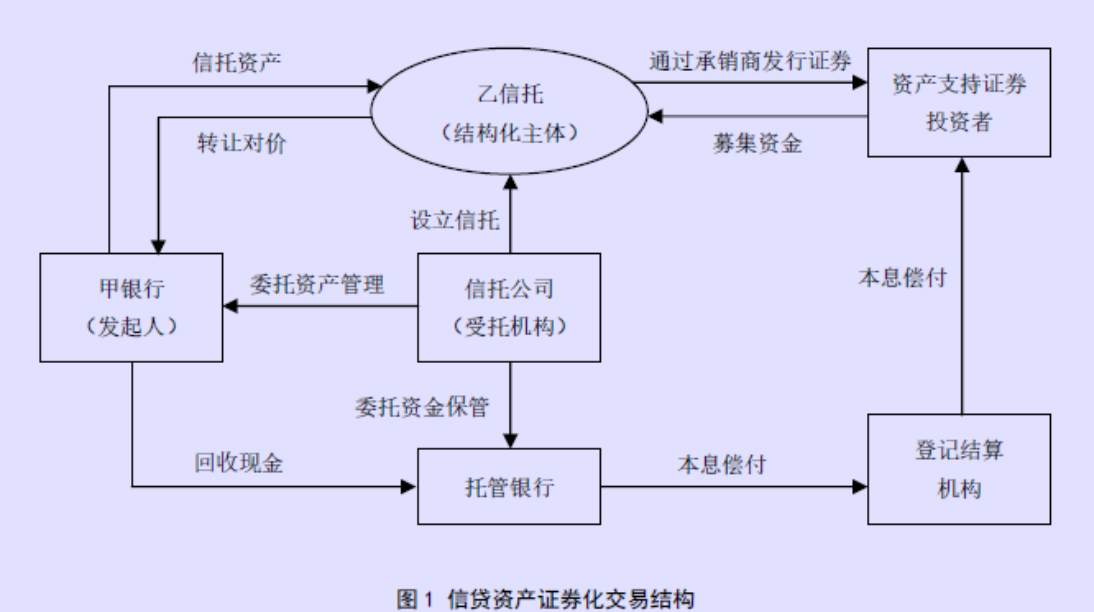 信托资产
通过承销商发行证券
乙信托
（结构化主体）
资产支持证券
投资者
转让对价
募集资金
设立信托
甲银行
（发起人）
委托资产管理
信托公司
（受托机构）
本息偿付
委托资金保管
回收现金
托管银行
本息偿付
登记结算
机构
图 1 信贷资产证券化交易结构